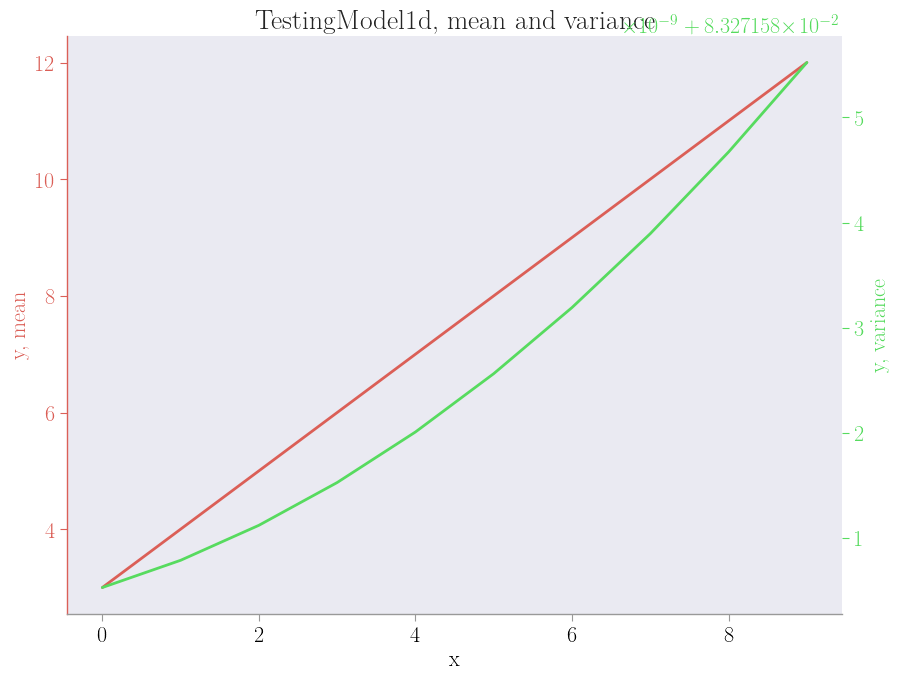 TestingModel1d, mean and variance
×10⁻⁹ + 8.327158×10⁻²
12
10
8
6
4
y, mean
5
4
3
2
1
y, variance
0 2 4 6 8
x